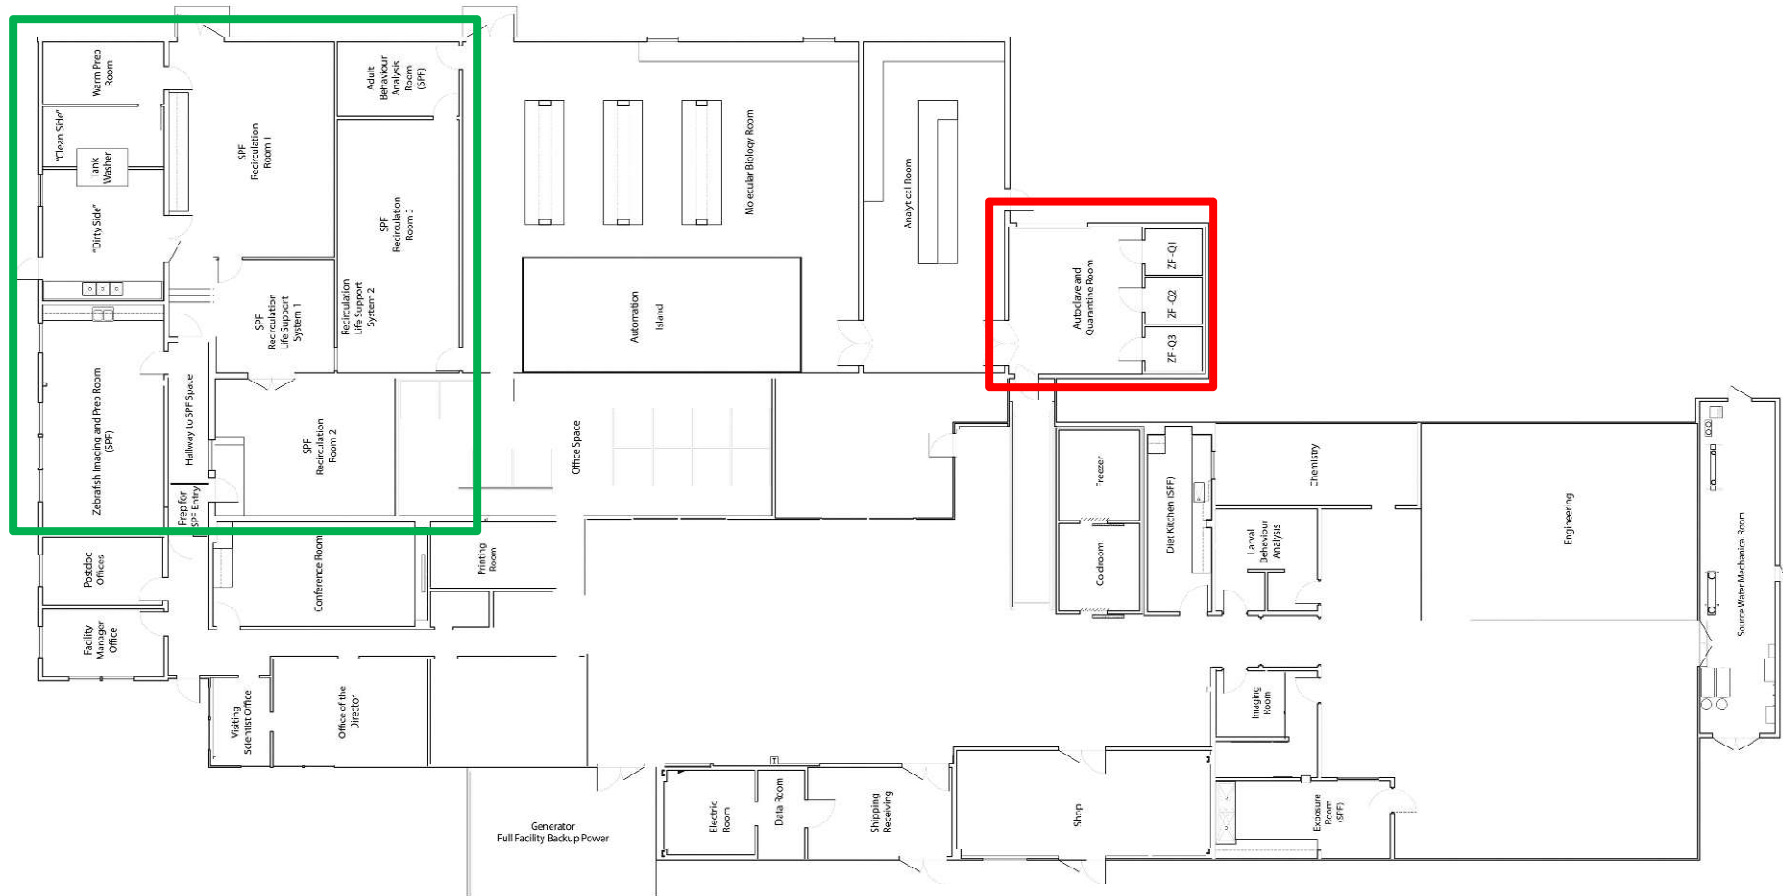 Warm Prep
Room
"Clean Side"
Tank
Washer
"Dirty Side"
SPF
Recirculation
Room 1
Adult
Behaviour
Analysis
Room
(SPF)
SPF
Recirculation
Room
SPF
Recirculation
Life Support
System 1
Recirculation
Life Support
System 2
Zebrafish Imaging and Prep Room
(SPF)
Hallway to SPF Space
SPF
Recirculation
Room 2
Prep for
SPF Entry
Molecular Biology Room
Automation
Island
Analytical Room
Autoclave and
Quarantine Room
ZF-Q1
ZF-Q2
ZF-Q3
Office Space
Postdoc
Offices
Facility
Manager
Office
Conference Room
Printing
Room
Visiting
Scientist Office
Office of the
Director
Freezer
Coldroom
Diet Kitchen (SPF)
Chemistry
Larval
Behaviour
Analysis
Engineering
Source Water Mechanical Room
Imaging
Room
Exposure
Room
(SPF)
Generator
Full Facility Backup Power
Electric
Room
Data Room
Shipping
Receiving
Shop
T